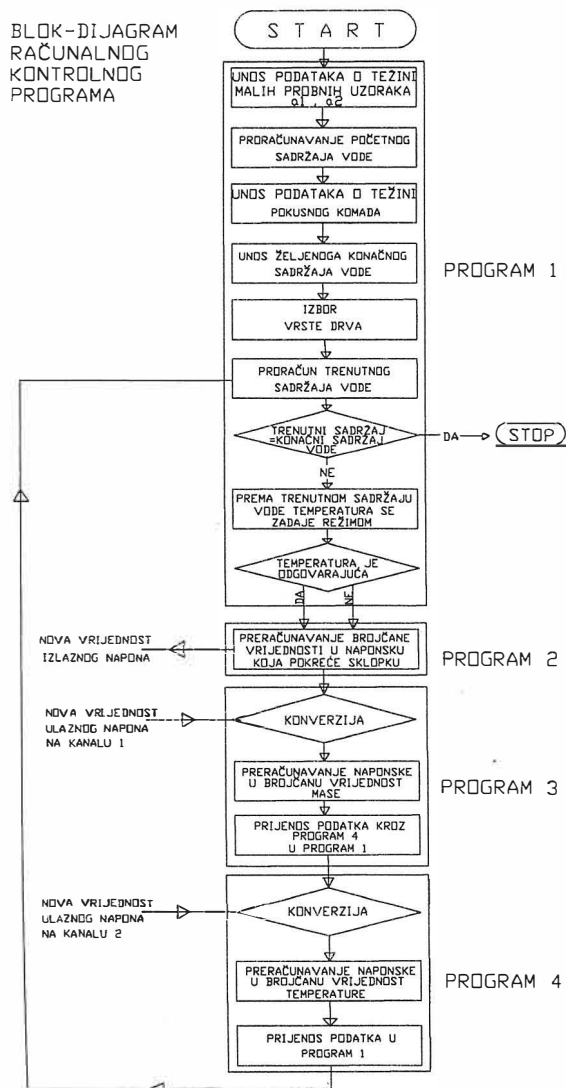 BLOK-DIJAGRAM
RAČUNALNOG
KONTROLNOG
PROGRAMA
START
UNOS PODATAKA O TEŽINI
MALIH PROBNIH UZORAKA
a1 , a2
PRORAČUNAVANJE POČETNOG
SADRŽAJA VODE
UNOS PODATAKA O TEŽINI
POKUSNOG KOMADA
UNOS ŽELJENOGA KONAČNOG
SADRŽAJA VODE
PROGRAM 1
IZBOR
VRSTE DRVA
PRORAČUN TRENUTNOG
SADRŽAJA VODE
TRENUTNI SADRŽAJ
=KONAČNI SADRŽAJ
VODE
DA
STOP
NE
PREMA TRENUTNOM SADRŽAJU
VODE TEMPERATURA SE
ZADAJE REŽIMOM
TEMPERATURA JE
ODGOVARAJUĆA
DA
NE
NOVA VRIJEDNOST
IZLAZNOG NAPONA
PRERAČUNAVANJE BROJČANE
VRIJEDNOSTI U NAPONSKU
KOJA POKREĆE SKLOPKU
PROGRAM 2
NOVA VRIJEDNOST
ULAZNOG NAPONA
NA KANALU 1
KONVERZIJA
PRERAČUNAVANJE NAPONSKE
U BROJČANU VRIJEDNOST
MASE
PROGRAM 3
PRIJENOS PODATKA KROZ
PROGRAM 4
U PROGRAM 1
NOVA VRIJEDNOST
ULAZNOG NAPONA
NA KANALU 2
KONVERZIJA
PRERAČUNAVANJE NAPONSKE
U BROJČANU VRIJEDNOST
TEMPERATURE
PROGRAM 4
PRIJENOS PODATKA U
PROGRAM 1